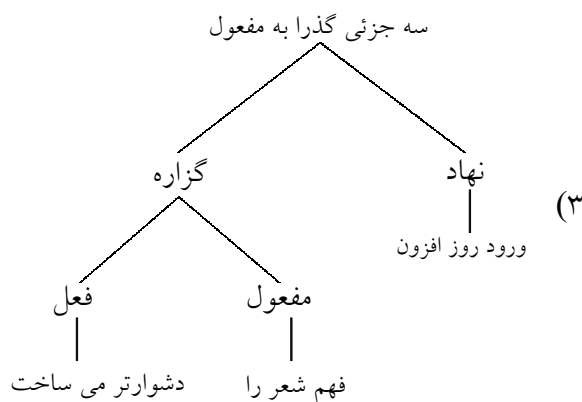 سه جزئی گذرا به مفعول
نهاد گزاره
۳)
ورود روز افزون
مفعول فعل
فهم شعر را دشوارتر می ساخت